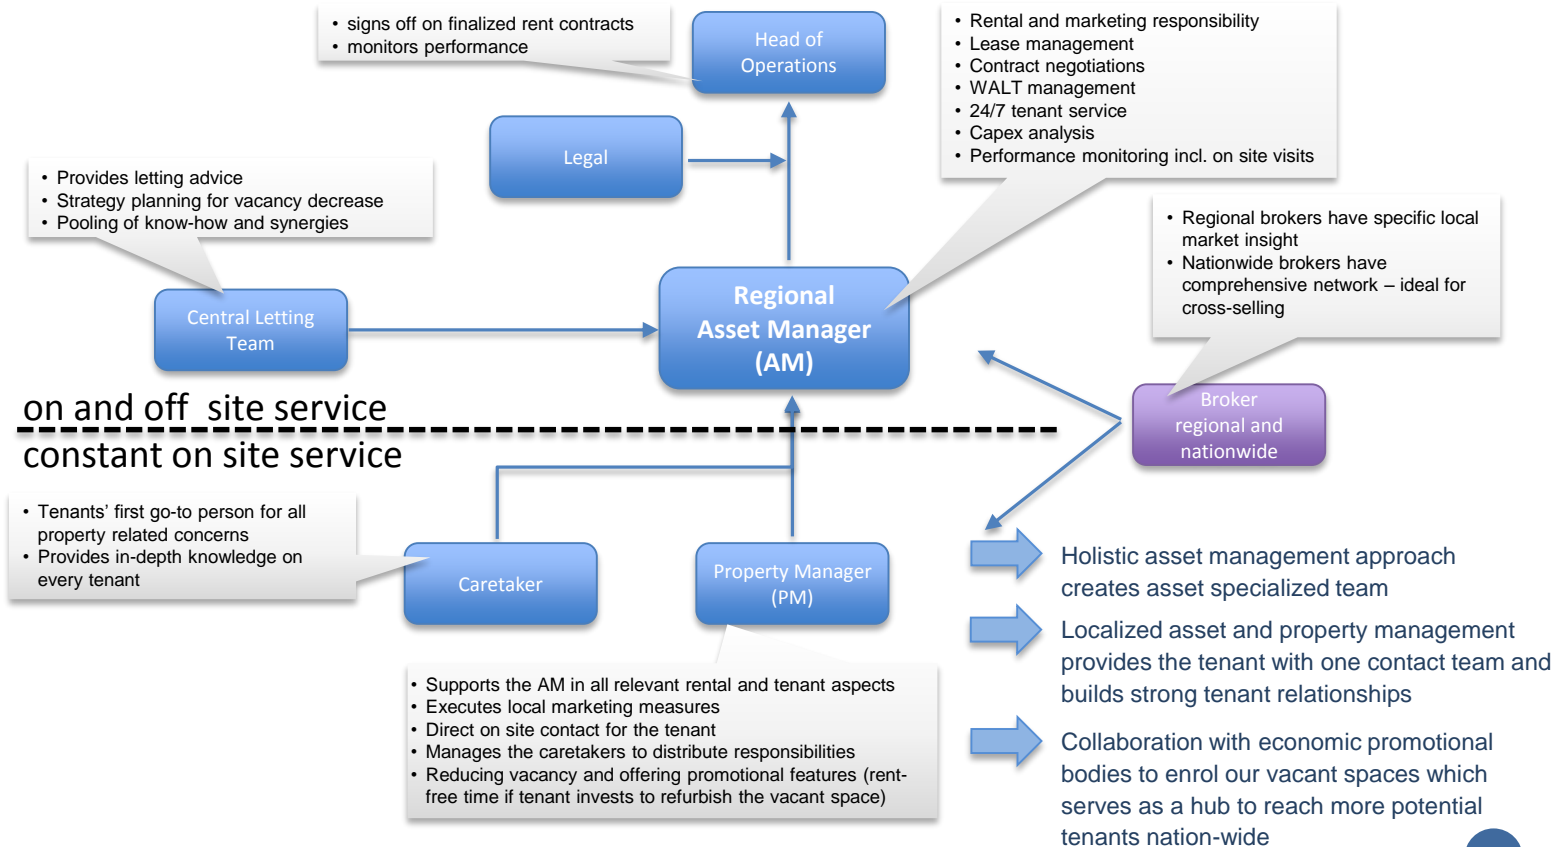 • signs off on finalized rent contracts
• monitors performance
Head of
Operations
• Rental and marketing responsibility
• Lease management
• Contract negotiations
• WALT management
• 24/7 tenant service
• Capex analysis
• Performance monitoring incl. on site visits
Legal
• Provides letting advice
• Strategy planning for vacancy decrease
• Pooling of know-how and synergies
• Regional brokers have specific local
market insight
• Nationwide brokers have
comprehensive network – ideal for
cross-selling
Central Letting
Team
Regional
Asset Manager
(AM)
Broker
regional and
nationwide
on and off site service
constant on site service
• Tenants’ first go-to person for all
property related concerns
• Provides in-depth knowledge on
every tenant
Caretaker
Property Manager
(PM)
• Supports the AM in all relevant rental and tenant aspects
• Executes local marketing measures
• Direct on site contact for the tenant
• Manages the caretakers to distribute responsibilities
• Reducing vacancy and offering promotional features (rent-
free time if tenant invests to refurbish the vacant space)
Holistic asset management approach
creates asset specialized team
Localized asset and property management
provides the tenant with one contact team and
builds strong tenant relationships
Collaboration with economic promotional
bodies to enrol our vacant spaces which
serves as a hub to reach more potential
tenants nation-wide